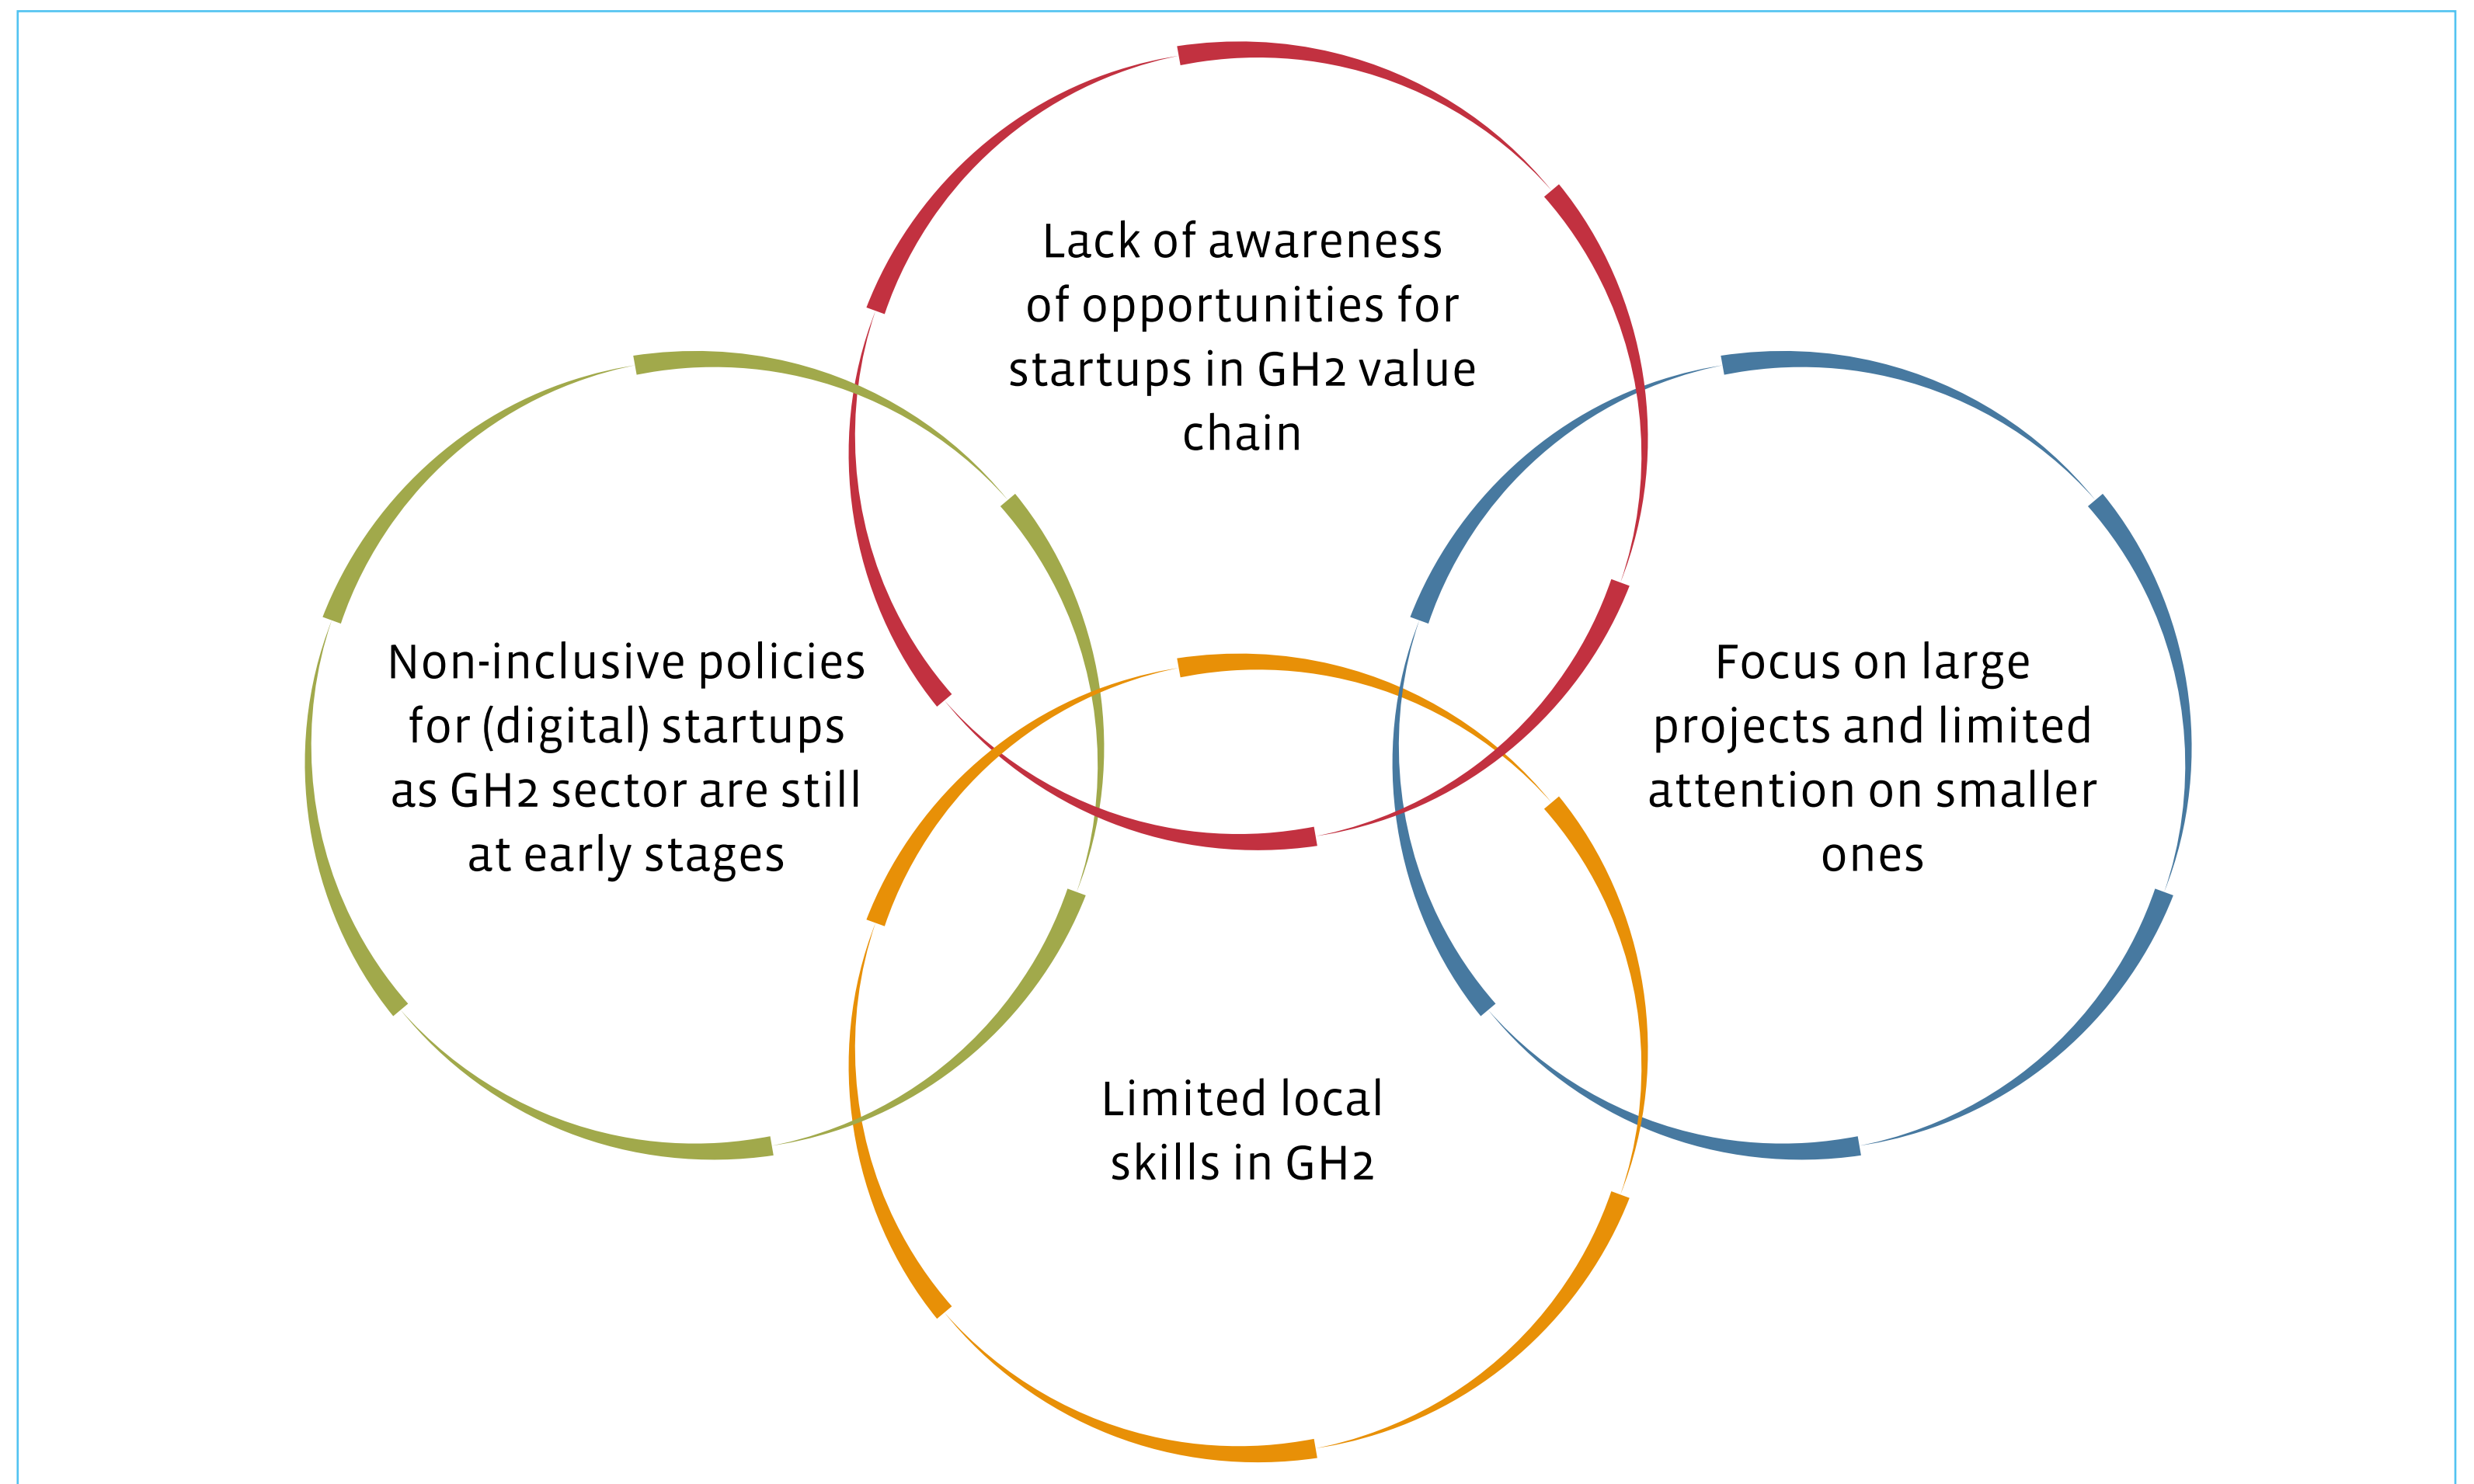 Lack of awareness
of opportunities for
startups in GH2 value
chain
Non-inclusive policies
for (digital) startups
as GH2 sector are still
at early stages
Focus on large
projects and limited
attention on smaller
ones
Limited local
skills in GH2